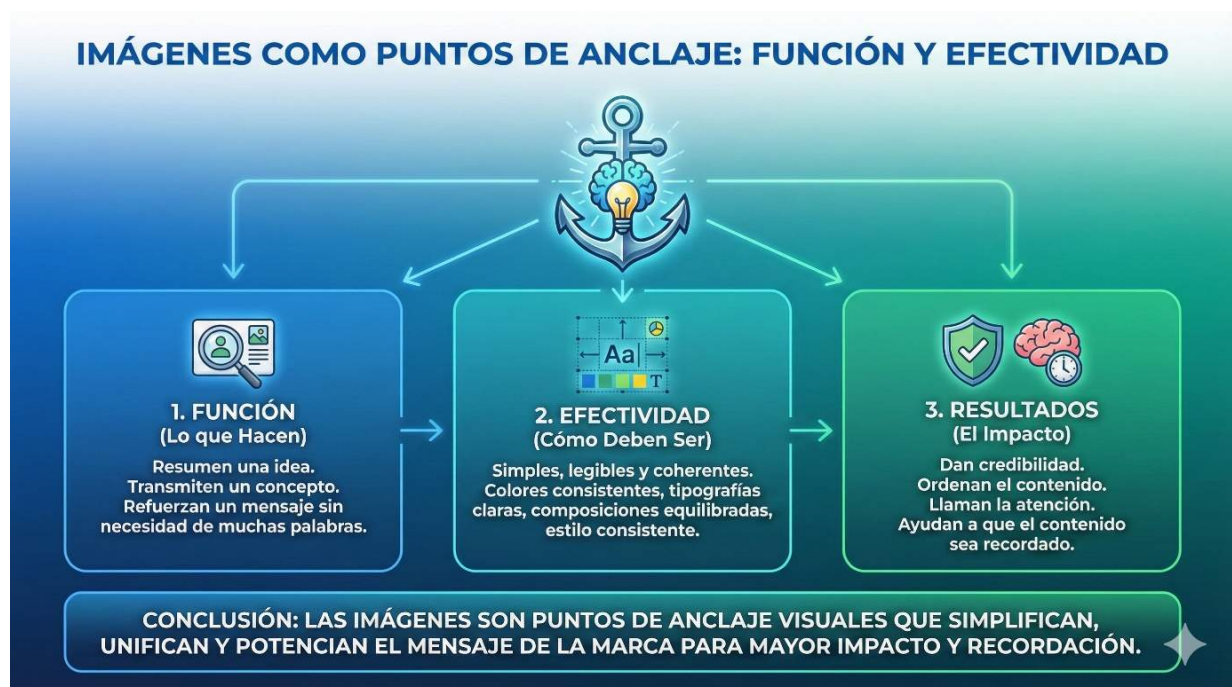 IMÁGENES COMO PUNTOS DE ANCLAJE: FUNCIÓN Y EFECTIVIDAD
Aa
T
1. FUNCIÓN
(Lo que Hacen)
Resumen una idea.
Transmiten un concepto.
Refuerzan un mensaje sin
necesidad de muchas palabras.
2. EFECTIVIDAD
(Cómo Deben Ser)
Simples, legibles y coherentes.
Colores consistentes, tipografías
claras, composiciones equilibradas,
estilo consistente.
3. RESULTADOS
(El Impacto)
Dan credibilidad.
Ordenan el contenido.
Llaman la atención.
Ayudan a que el contenido
sea recordado.
CONCLUSIÓN: LAS IMÁGENES SON PUNTOS DE ANCLAJE VISUALES QUE SIMPLIFICAN,
UNIFICAN Y POTENCIAN EL MENSAJE DE LA MARCA PARA MAYOR IMPACTO Y RECORDACIÓN.